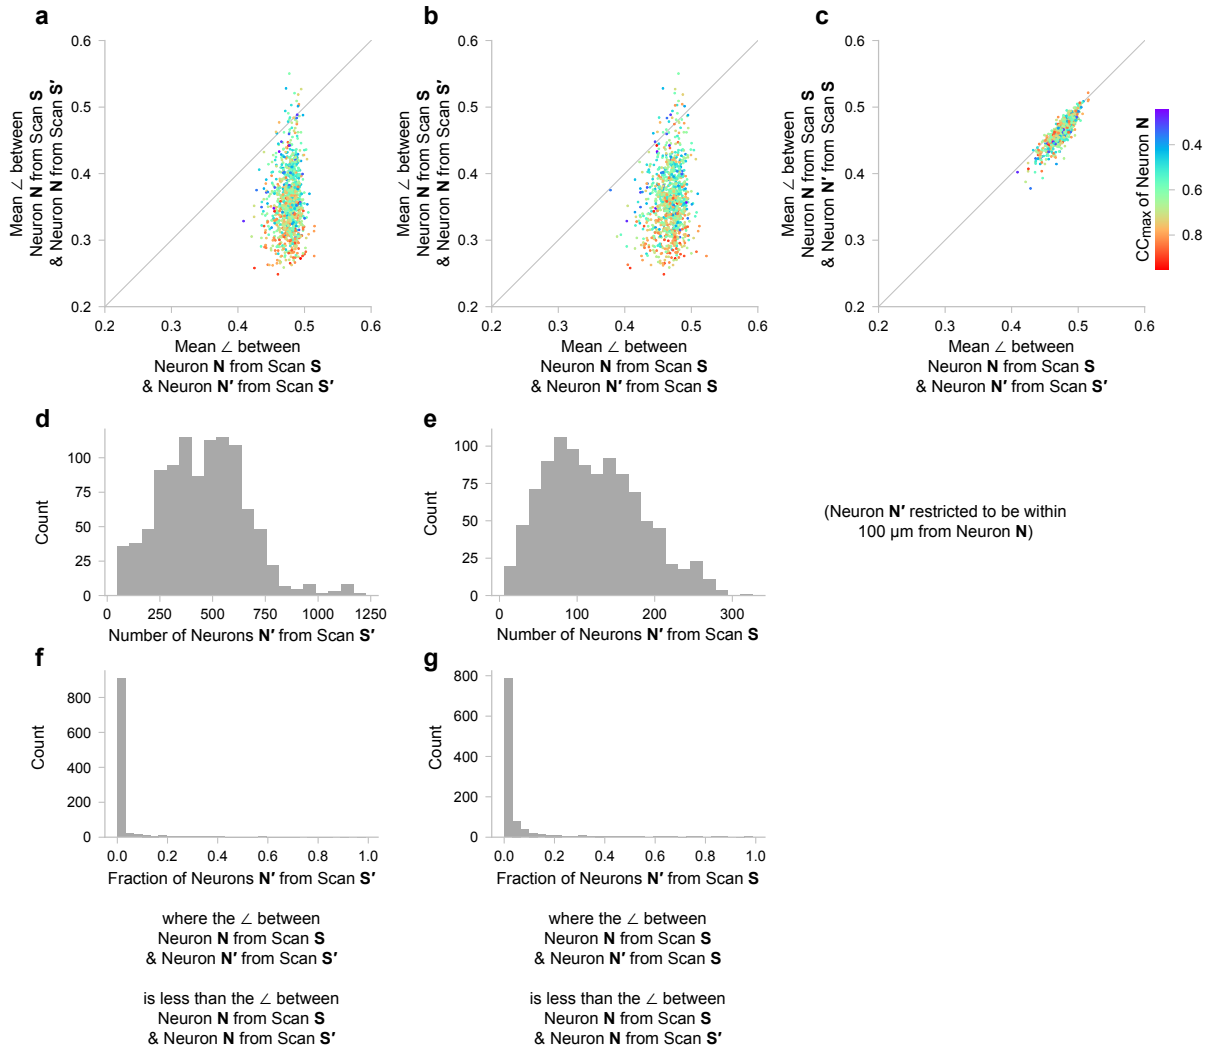 a
0.6
0.5
0.4
0.3
0.2
0.2 0.3 0.4 0.5 0.6
Mean ∠ between
Neuron N from Scan S
& Neuron N from Scan S′
Mean ∠ between
Neuron N from Scan S
& Neuron N′ from Scan S′
b
0.6
0.5
0.4
0.3
0.2
0.2 0.3 0.4 0.5 0.6
Mean ∠ between
Neuron N from Scan S
& Neuron N from Scan S′
Mean ∠ between
Neuron N from Scan S
& Neuron N′ from Scan S
c
0.6
0.5
0.4
0.3
0.2
0.2 0.3 0.4 0.5 0.6
Mean ∠ between
Neuron N from Scan S
& Neuron N′ from Scan S
Mean ∠ between
Neuron N from Scan S
& Neuron N′ from Scan S′
CCmax of Neuron N
0.4
0.6
0.8
d
100
75
50
25
0
Count
0 250 500 750 1000 1250
Number of Neurons N′ from Scan S′
e
100
75
50
25
0
Count
0 100 200 300
Number of Neurons N′ from Scan S
(Neuron N′ restricted to be within
100 µm from Neuron N)
f
800
600
400
200
0
Count
0.0 0.2 0.4 0.6 0.8 1.0
Fraction of Neurons N′ from Scan S′
where the ∠ between
Neuron N from Scan S
& Neuron N′ from Scan S′
is less than the ∠ between
Neuron N from Scan S
& Neuron N from Scan S′
g
800
600
400
200
0
Count
0.0 0.2 0.4 0.6 0.8 1.0
Fraction of Neurons N′ from Scan S
where the ∠ between
Neuron N from Scan S
& Neuron N′ from Scan S
is less than the ∠ between
Neuron N from Scan S
& Neuron N from Scan S′